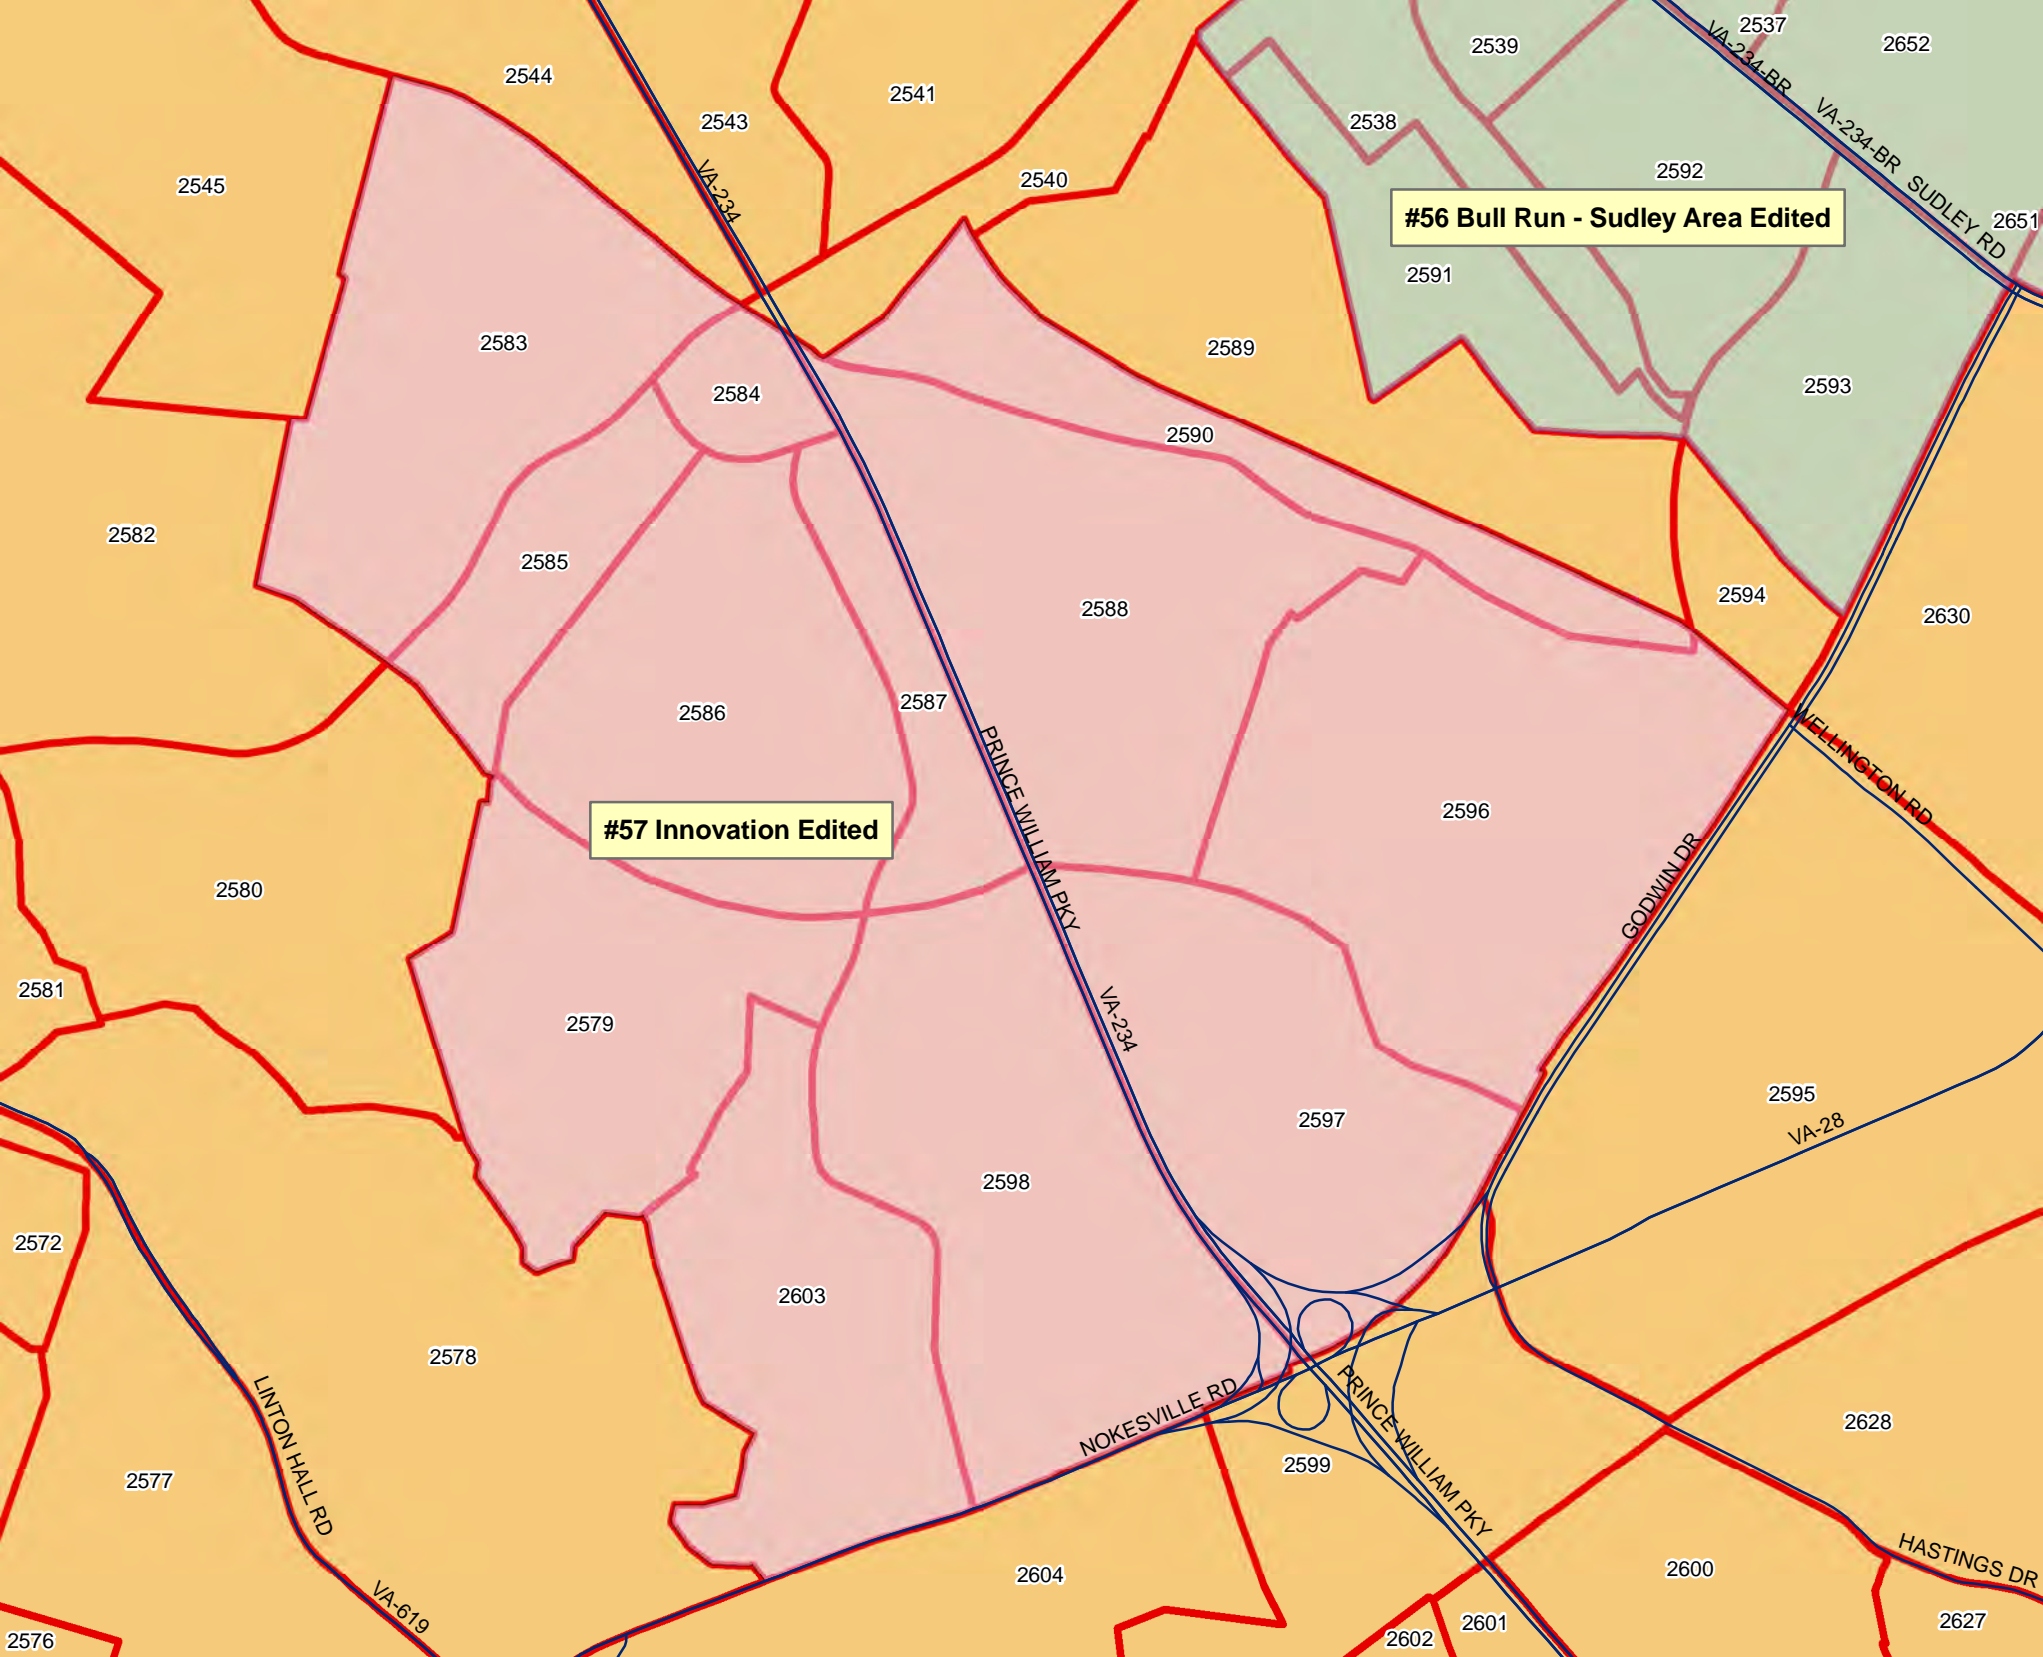 2537
2652
2539
2544
VA-234-BR
2541
2543
2538
VA-234-BR
2592
2540
2545
VA-234
SUDLEY RD
2651
#56 Bull Run - Sudley Area Edited
2591
2583
2589
2593
2584
2590
2582
2585
2594
2588
2630
2587
2586
WELLINGTON RD
2596
PRINCE WILLIAM PKY
#57 Innovation Edited
GODWIN DR
2580
2581
2579
VA-234
2595
2597
VA-28
2598
2572
2603
2578
NOKESVILLE RD
PRINCE WILLIAM PKY
2628
LINTON HALL RD
2599
2577
HASTINGS DR
2604
2600
VA-619
2627
2601
2602
2576